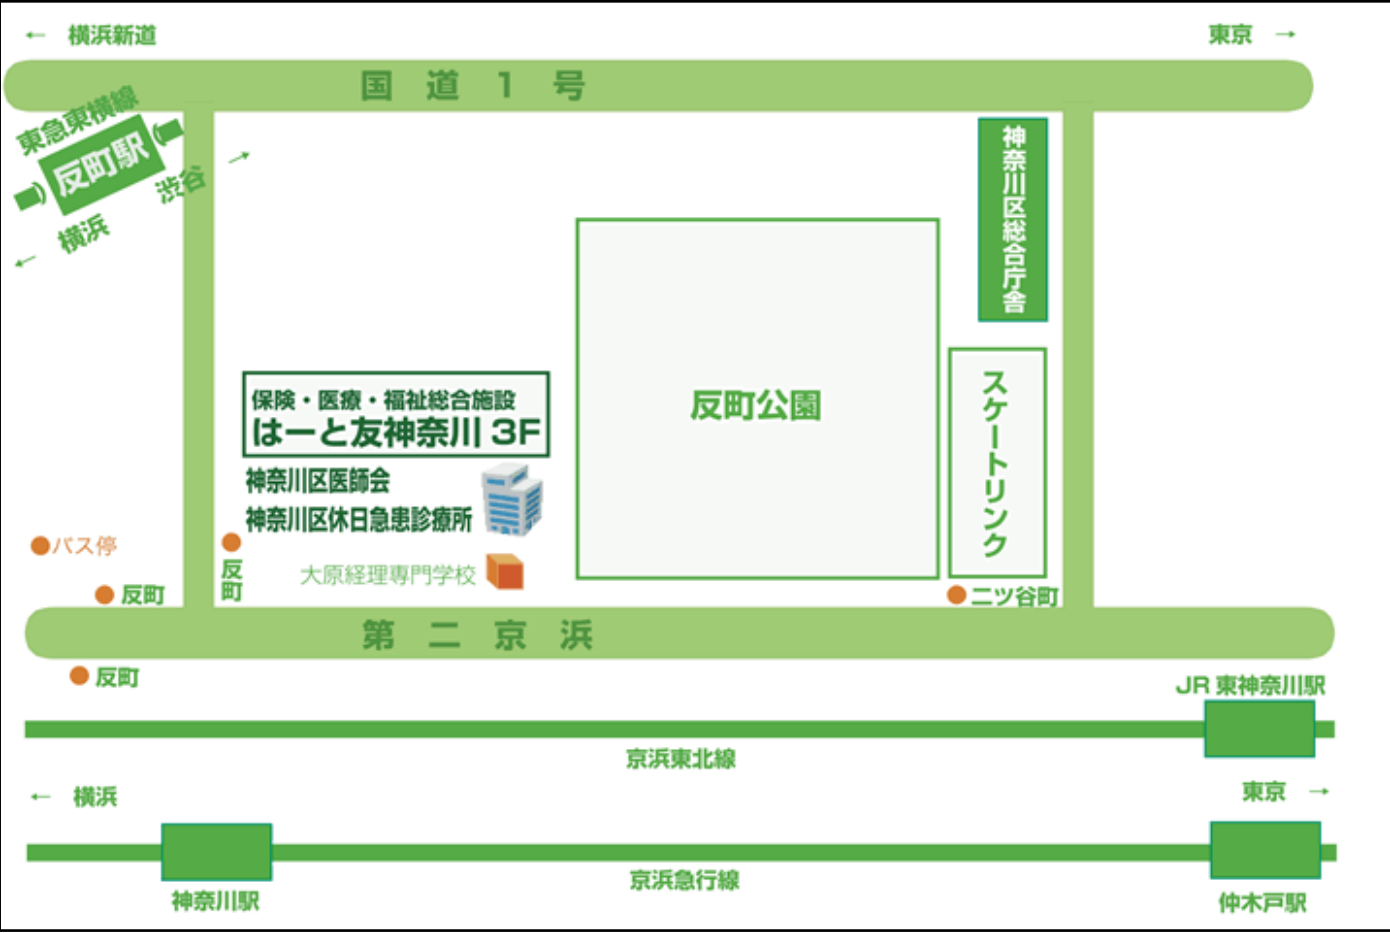 ← 横浜新道
東京 →
国道1号
東急東横線
反町駅
渋谷 →
← 横浜
神奈川区総合庁舎
反町公園
スケートリンク
保険・医療・福祉総合施設
はーと友神奈川 3F
神奈川区医師会
神奈川区休日急患診療所
大原経理専門学校
バス停
反町
反町
二ツ谷町
第二京浜
反町
JR 東神奈川駅
京浜東北線
← 横浜
東京 →
神奈川駅
京浜急行線
仲木戸駅